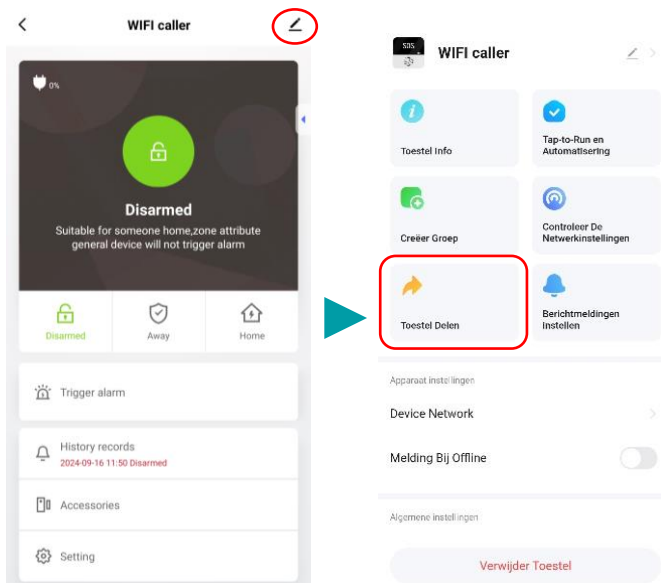 WIFI caller
0%
Disarmed
Suitable for someone home,zone attribute
general device will not trigger alarm
Disarmed
Away
Home
Trigger alarm
History records
2024-09-16 11:50 Disarmed
Accessories
Setting
SOS
WIFI caller
Toestel Info
Tap-to-Run en
Automatisering
Creëer Groep
Controleer De
Netwerkinstellingen
Toestel Delen
Berichtmeldingen
Instellen
Apparaat instellingen
Device Network
Melding Bij Offline
Algemene instellingen
Verwijder Toestel